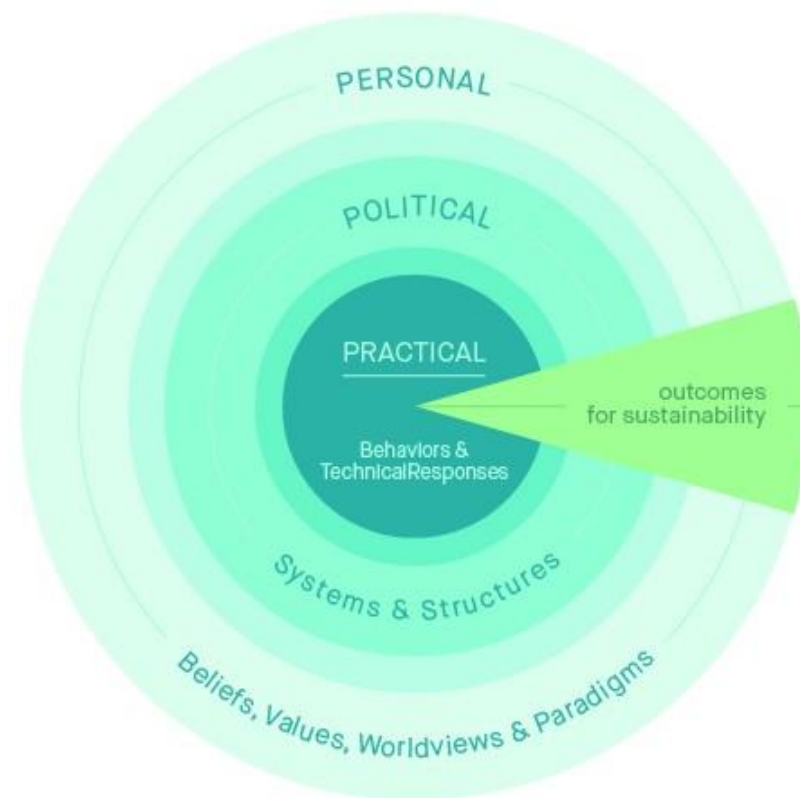 PERSONAL
POLITICAL
PRACTICAL
outcomes
for sustainability
Behaviors &
TechnicalResponses
Systems & Structures
Beliefs, Values, Worldviews & Paradigms